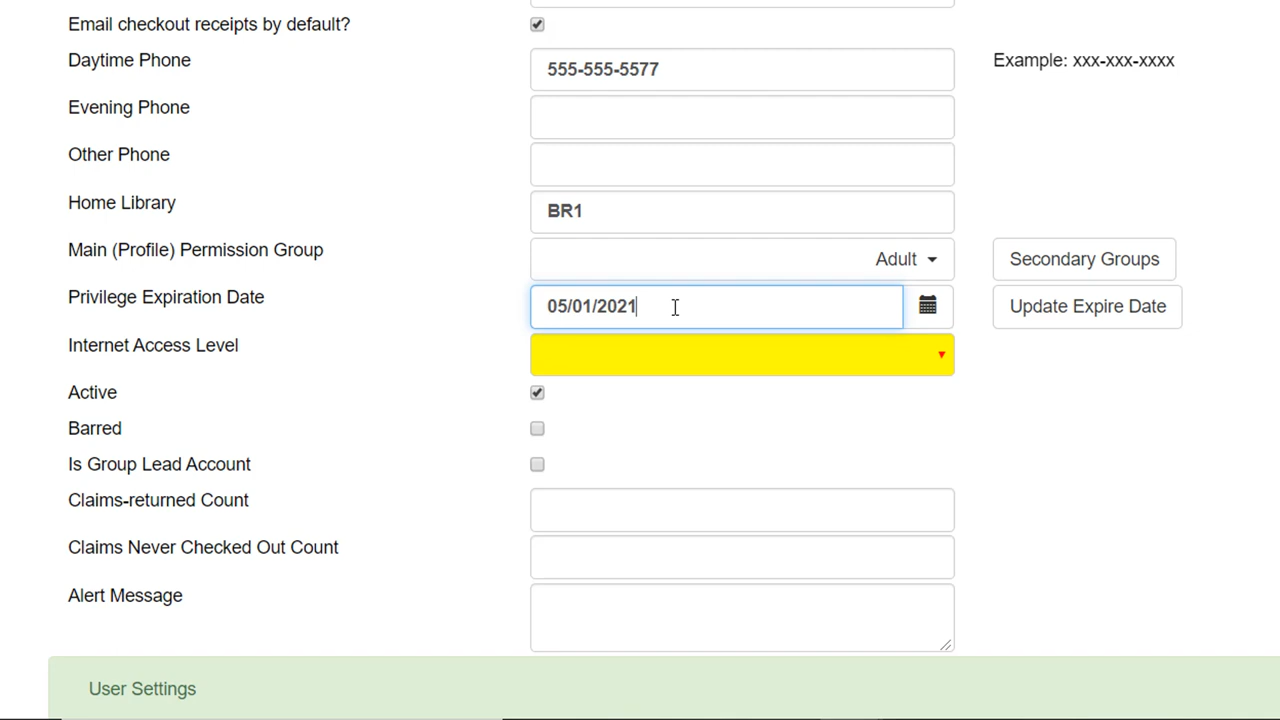 Email checkout receipts by default?
Daytime Phone 555-555-5577 Example: xxx-xxx-xxxx
Evening Phone
Other Phone
Home Library BR1
Main (Profile) Permission Group Adult Secondary Groups
Privilege Expiration Date 05/01/2021 Update Expire Date
Internet Access Level
Active
Barred
Is Group Lead Account
Claims-returned Count
Claims Never Checked Out Count
Alert Message
User Settings